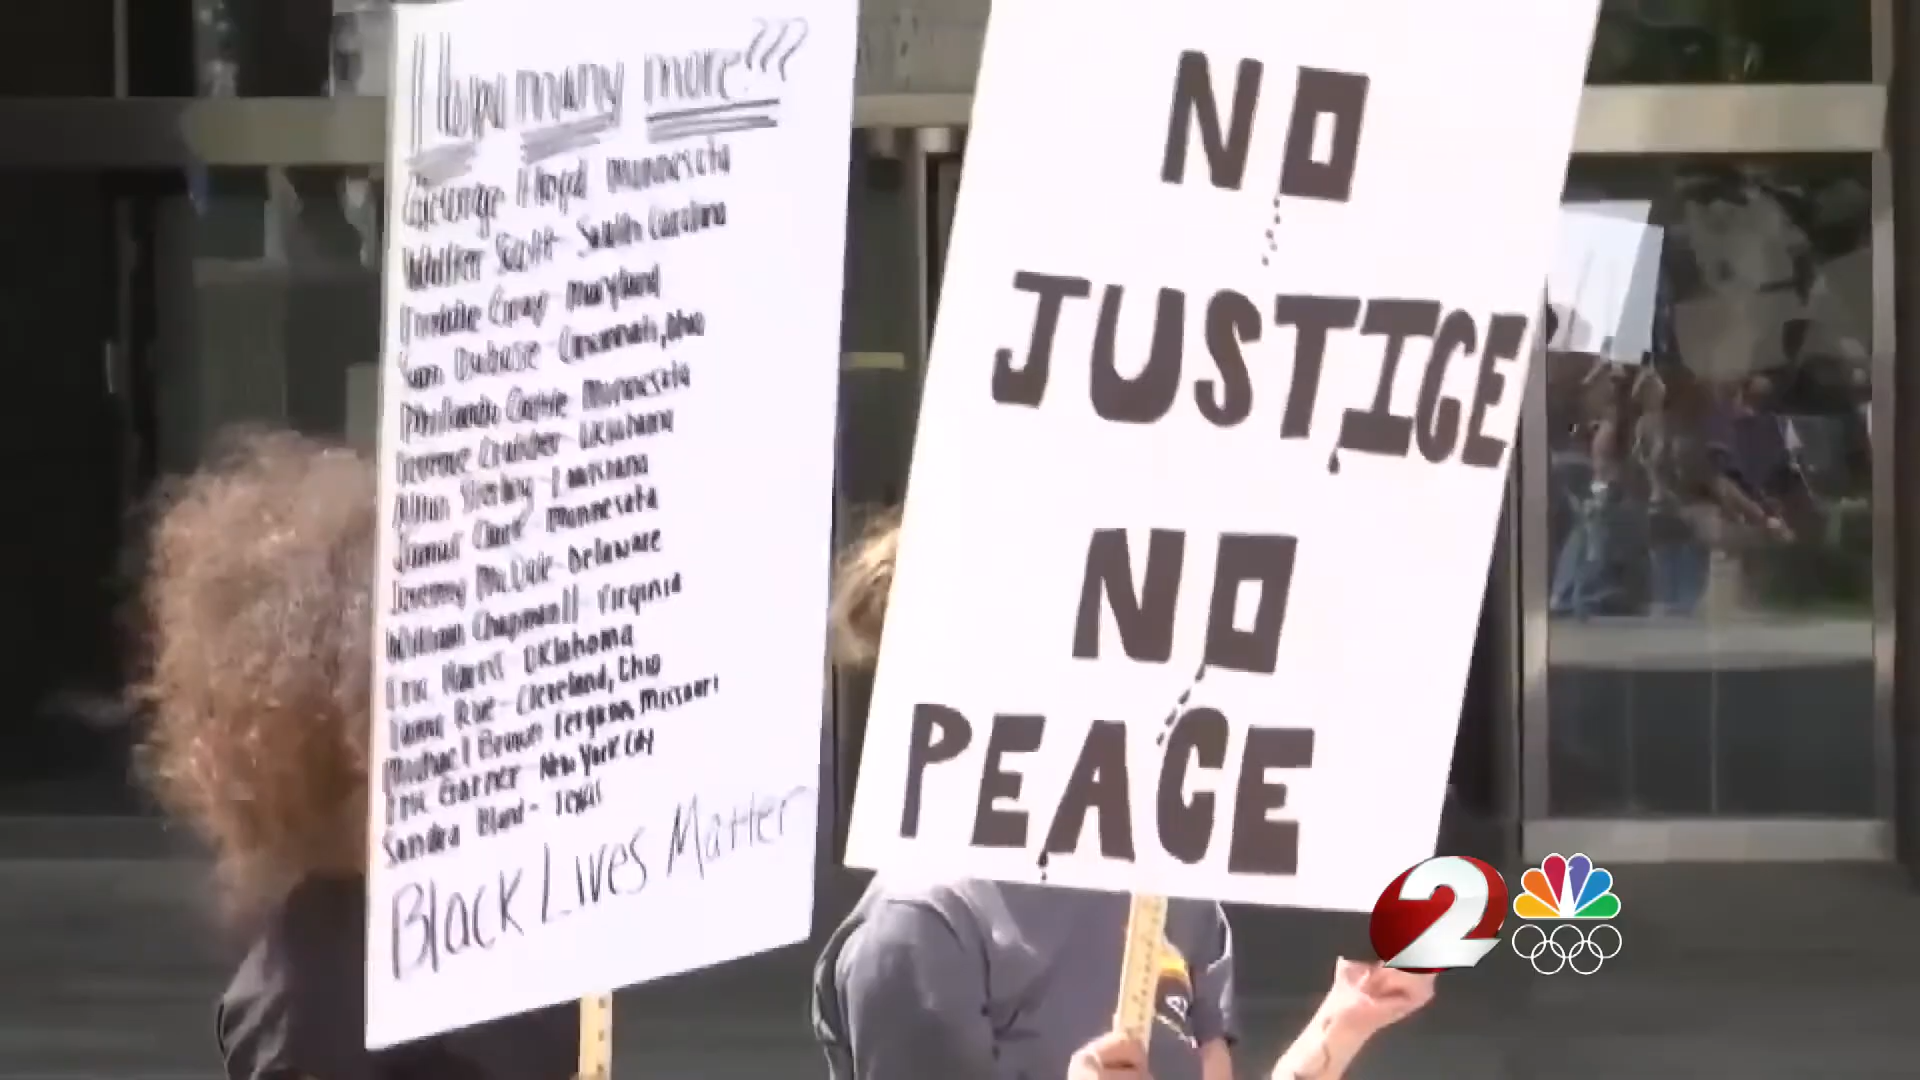 How many more???
George Floyd Minnesota
Walter Scott - South Carolina
Freddie Gray - Maryland
Sam Dubose - Cincinnati, Ohio
Philando Castile Minnesota
Terence Crutcher - Oklahoma
Alton Sterling - Louisiana
Jamar Clark - Minnesota
Jeremy McDole - Delaware
William Chapman II - Virginia
Eric Harris - Oklahoma
Tamir Rice - Cleveland, Ohio
Michael Brown Ferguson, Missouri
Eric Garner - New York City
Sandra Bland - Texas
Black Lives Matter
NO
JUSTICE
NO
PEACE
2